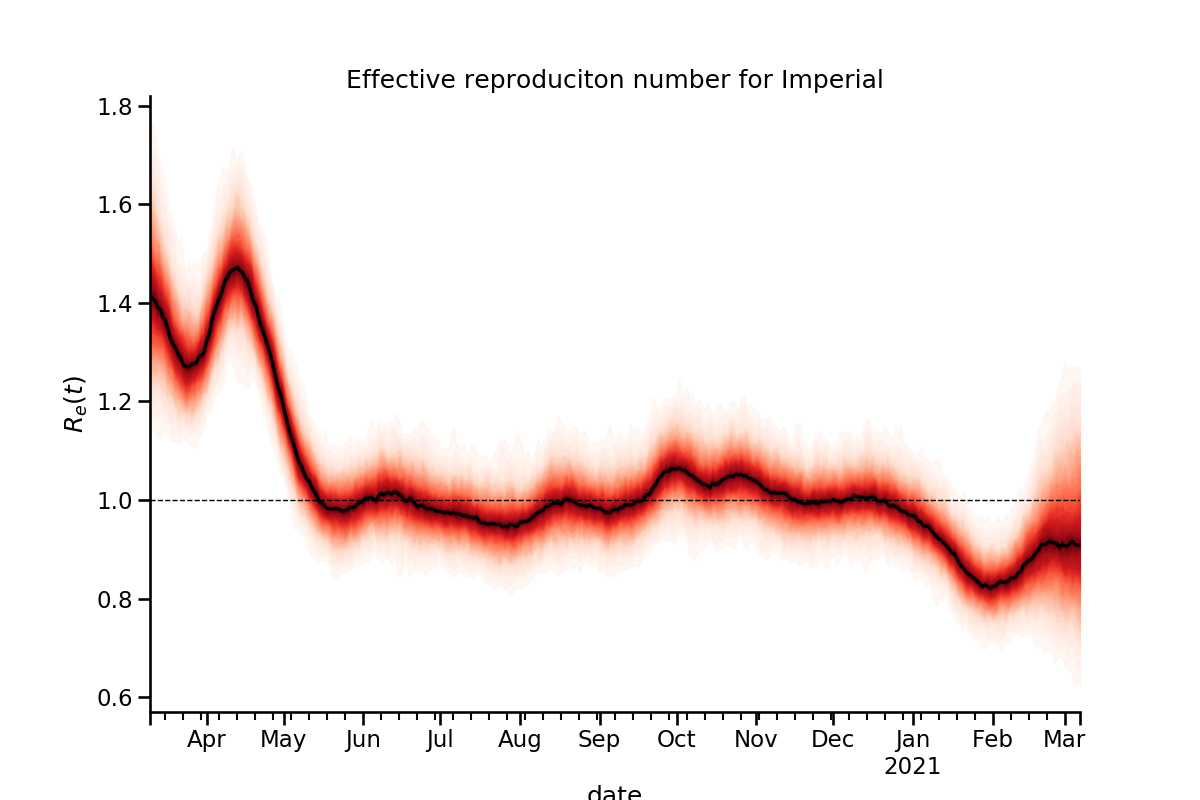 Effective reproduciton number for Imperial
1.8
1.6
1.4
1.2
1.0
0.8
0.6
R_e(t)
Apr May Jun Jul Aug Sep Oct Nov Dec Jan Feb Mar
2021
date